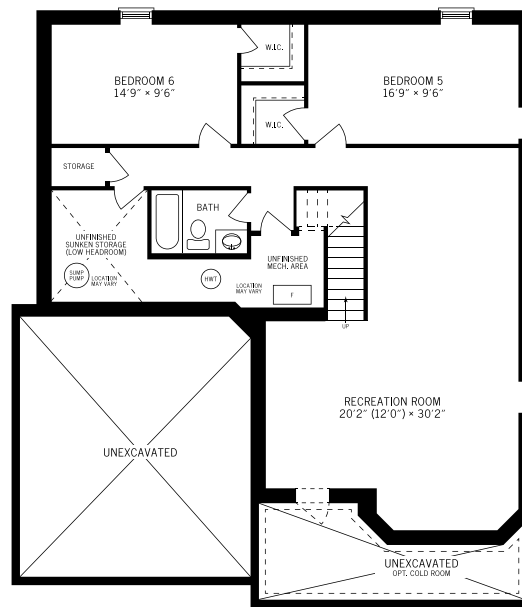 BEDROOM 6
14'9" × 9'6"
W.I.C.
BEDROOM 5
16'9" × 9'6"
W.I.C.
STORAGE
BATH
UNFINISHED
SUNKEN STORAGE
(LOW HEADROOM)
SUMP
PUMP
LOCATION
MAY VARY
HWT
UNFINISHED
MECH. AREA
LOCATION
MAY VARY
F
UP
RECREATION ROOM
20'2" (12'0") × 30'2"
UNEXCAVATED
UNEXCAVATED
OPT. COLD ROOM